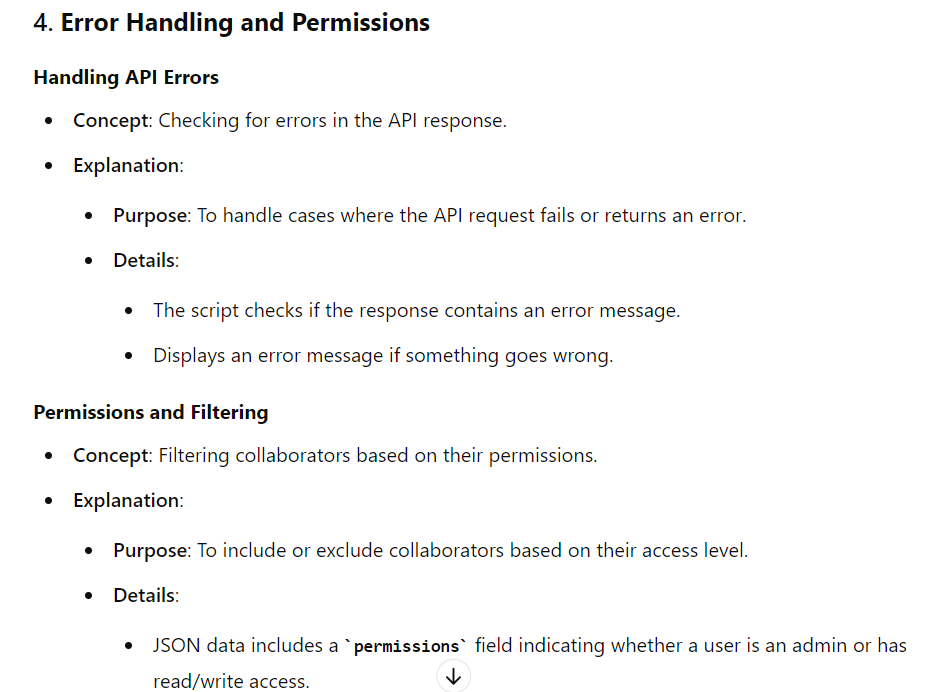 4. Error Handling and Permissions
Handling API Errors
• Concept: Checking for errors in the API response.
• Explanation:
• Purpose: To handle cases where the API request fails or returns an error.
• Details:
• The script checks if the response contains an error message.
• Displays an error message if something goes wrong.
Permissions and Filtering
• Concept: Filtering collaborators based on their permissions.
• Explanation:
• Purpose: To include or exclude collaborators based on their access level.
• Details:
• JSON data includes a `permissions` field indicating whether a user is an admin or has
read/write access.